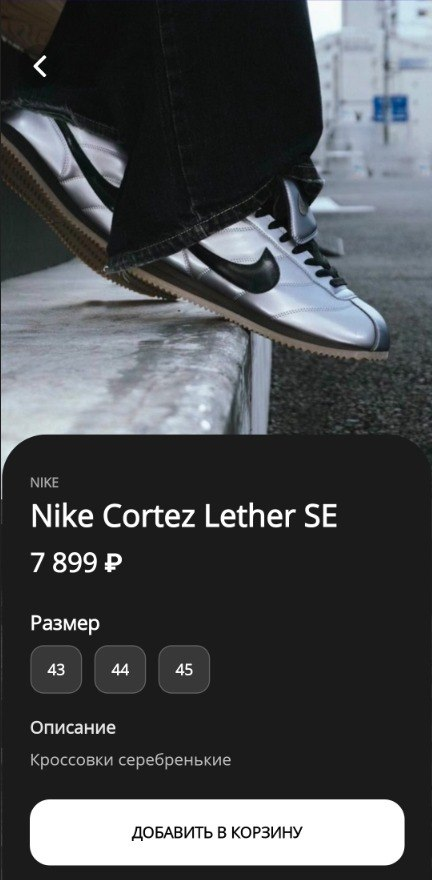 NIKE
Nike Cortez Lether SE
7 899 ₽
Размер
43 44 45
Описание
Кроссовки серебренькие
ДОБАВИТЬ В КОРЗИНУ